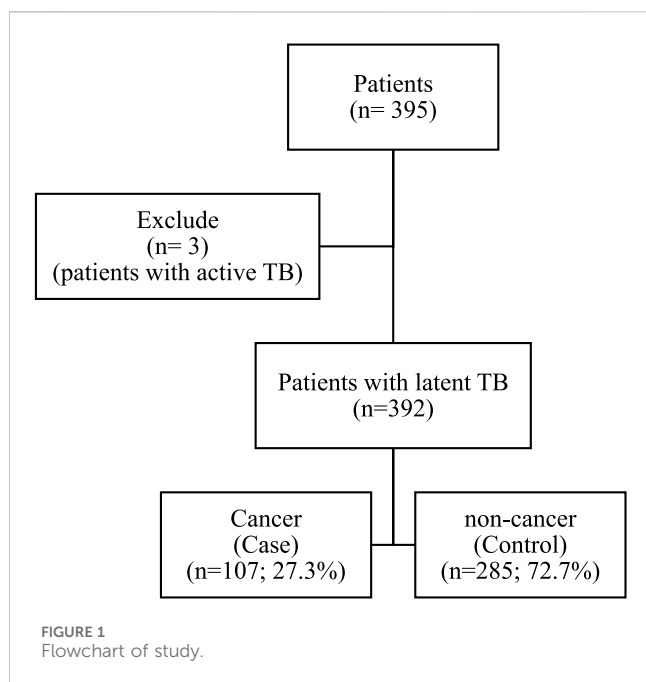 Patients
(n= 395)
Exclude
(n= 3)
(patients with active TB)
Patients with latent TB
(n=392)
Cancer
(Case)
(n=107; 27.3%)
non-cancer
(Control)
(n=285; 72.7%)
FIGURE 1
Flowchart of study.